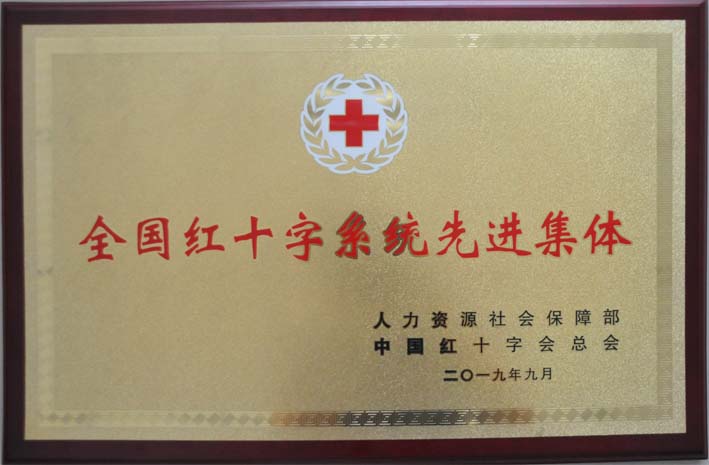 全国红十字系统先进集体
人力资源社会保障部
中国红十字会总会
二〇一九年九月